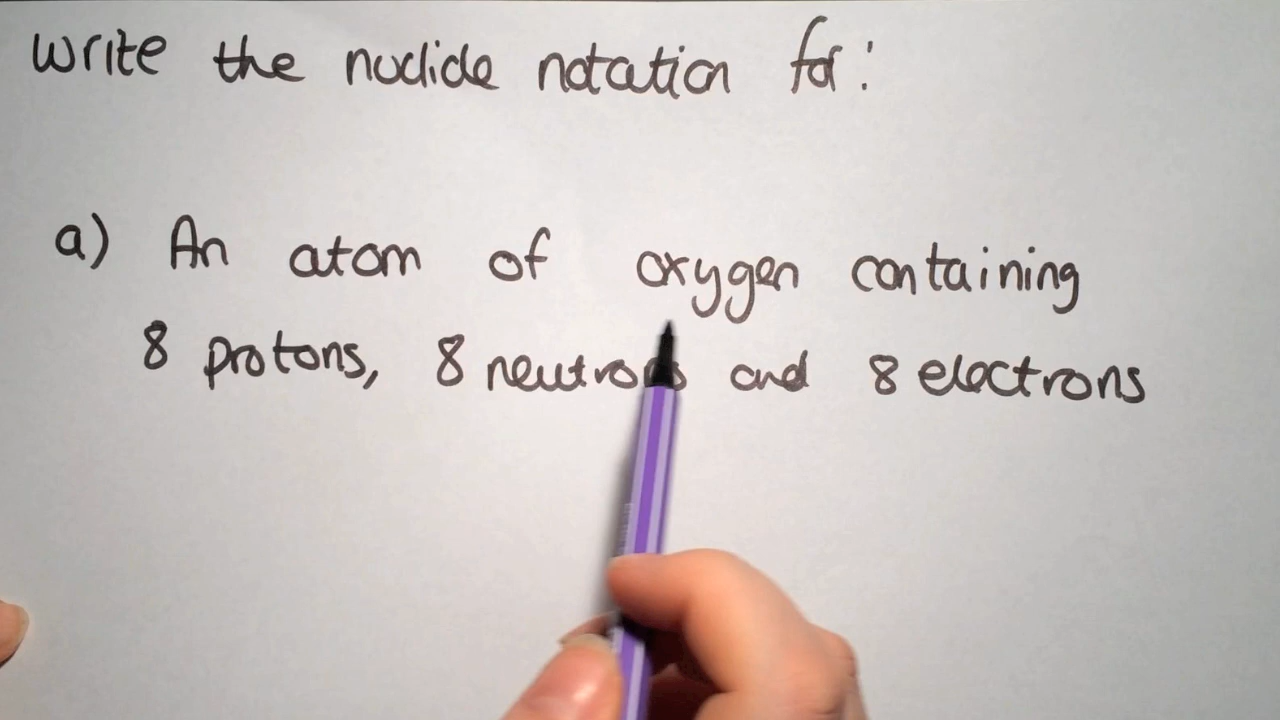 Write the nuclide notation for:
a) An atom of oxygen containing
8 protons, 8 neutrons and 8 electrons